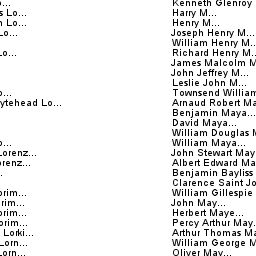 o... Kenneth Glenroy
s Lo... Harry M...
n Lo... Henry M...
Lo... Joseph Henry M...
William Henry M...
Lo... Richard Henry M...
James Malcolm M
John Jeffrey M...
Leslie John M...
o... Townsend William
ytehead Lo... Arnaud Robert Ma
Benjamin Maya...
David Maya...
William Douglas M
o... William Maya...
Lorenz... John Stewart May
orenz... Albert Edward Ma
. Benjamin Bayliss
Clarence Saint Jo
orim... William Gillespie
rim... John May...
orim... Herbert Maye...
orim... Percy Arthur May.
Lorki... Arthur Thomas Ma
Lorn... William George M
Lorn... Oliver May...